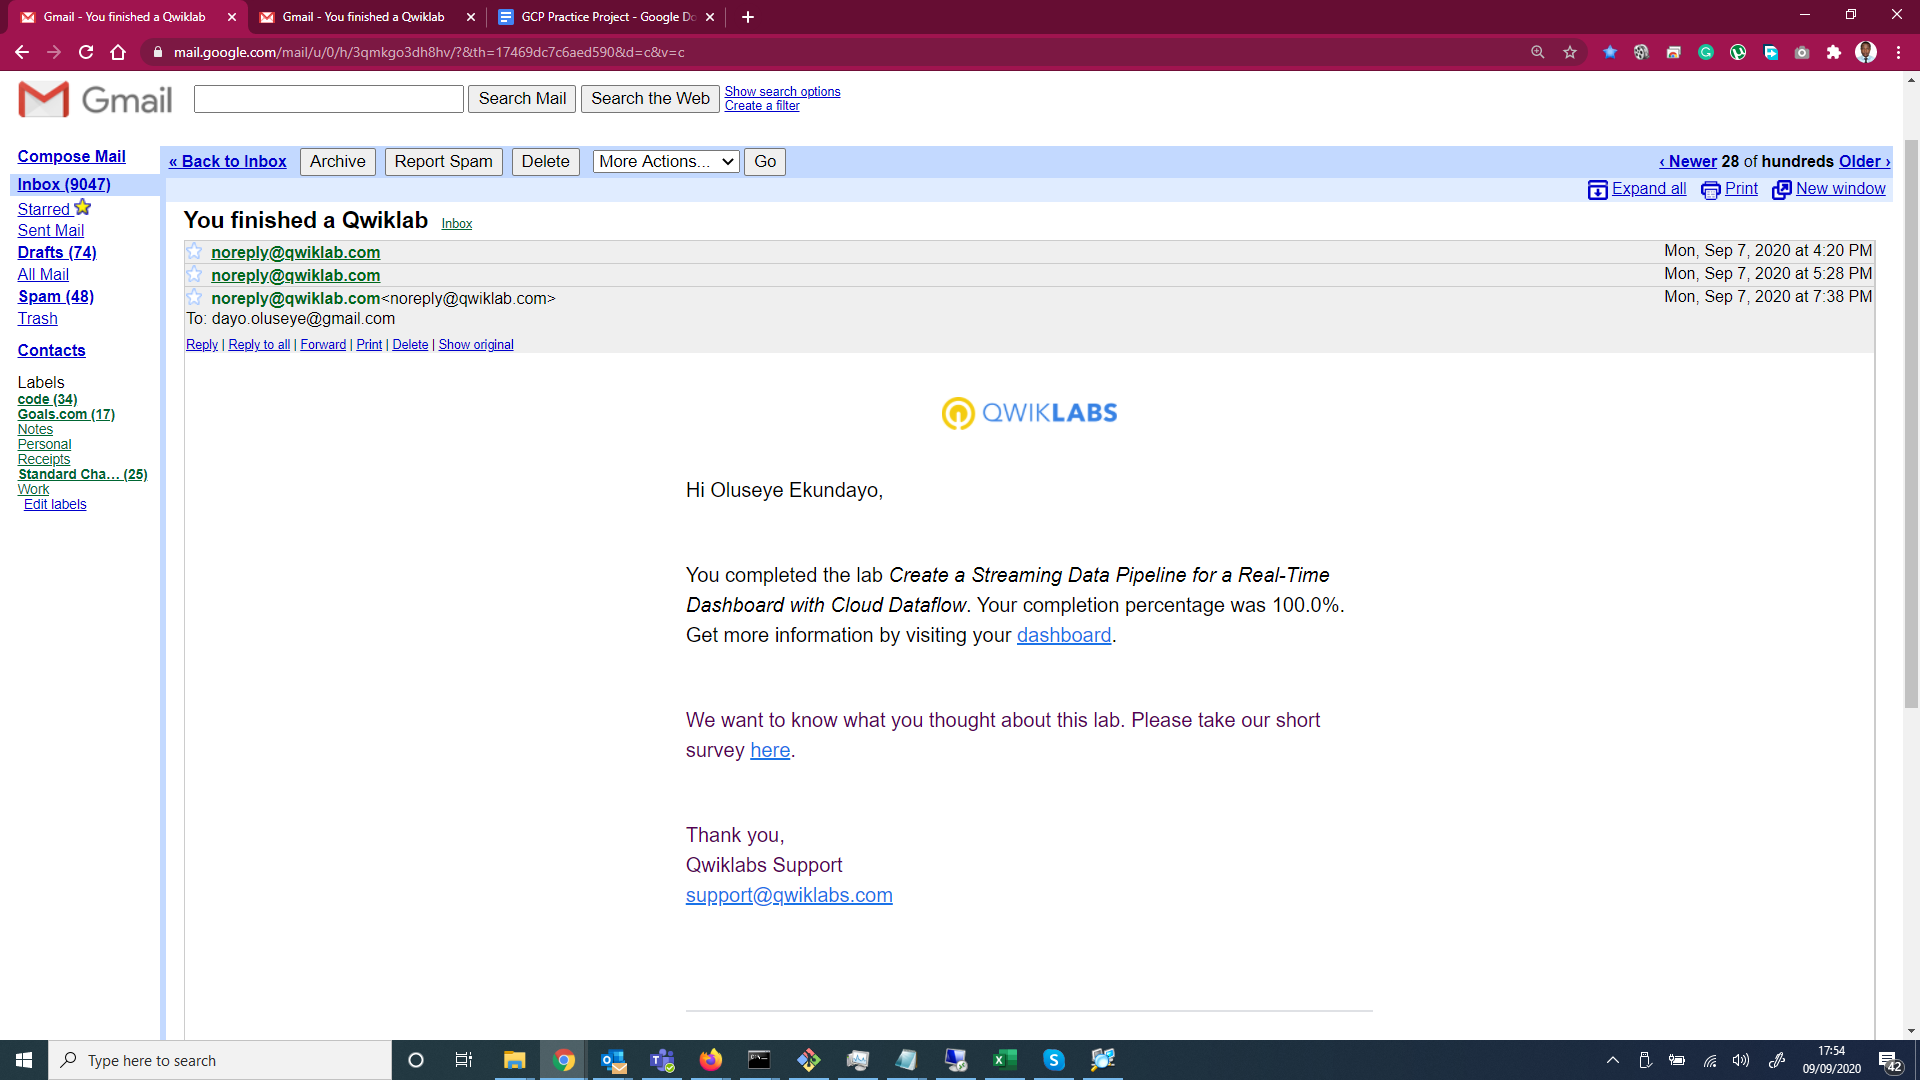 Gmail - You finished a Qwiklab
Gmail - You finished a Qwiklab
GCP Practice Project - Google Do
mail.google.com/mail/u/0/h/3qmkgo3dh8hv/?&th=17469dc7c6aed590&d=c&v=c
Gmail
Search Mail
Search the Web
Show search options
Create a filter
Compose Mail
Inbox (9047)
Starred
Sent Mail
Drafts (74)
All Mail
Spam (48)
Trash
Contacts
Labels
code (34)
Goals.com (17)
Notes
Personal
Receipts
Standard Cha... (25)
Work
Edit labels
« Back to Inbox Archive Report Spam Delete More Actions... Go
‹ Newer 28 of hundreds Older ›
Expand all Print New window
You finished a Qwiklab Inbox
noreply@qwiklab.com Mon, Sep 7, 2020 at 4:20 PM
noreply@qwiklab.com Mon, Sep 7, 2020 at 5:28 PM
noreply@qwiklab.com<noreply@qwiklab.com> Mon, Sep 7, 2020 at 7:38 PM
To: dayo.oluseye@gmail.com
Reply | Reply to all | Forward | Print | Delete | Show original
QWIKLABS
Hi Oluseye Ekundayo,
You completed the lab Create a Streaming Data Pipeline for a Real-Time
Dashboard with Cloud Dataflow. Your completion percentage was 100.0%.
Get more information by visiting your dashboard.
We want to know what you thought about this lab. Please take our short
survey here.
Thank you,
Qwiklabs Support
support@qwiklabs.com
Type here to search
17:54
09/09/2020
42